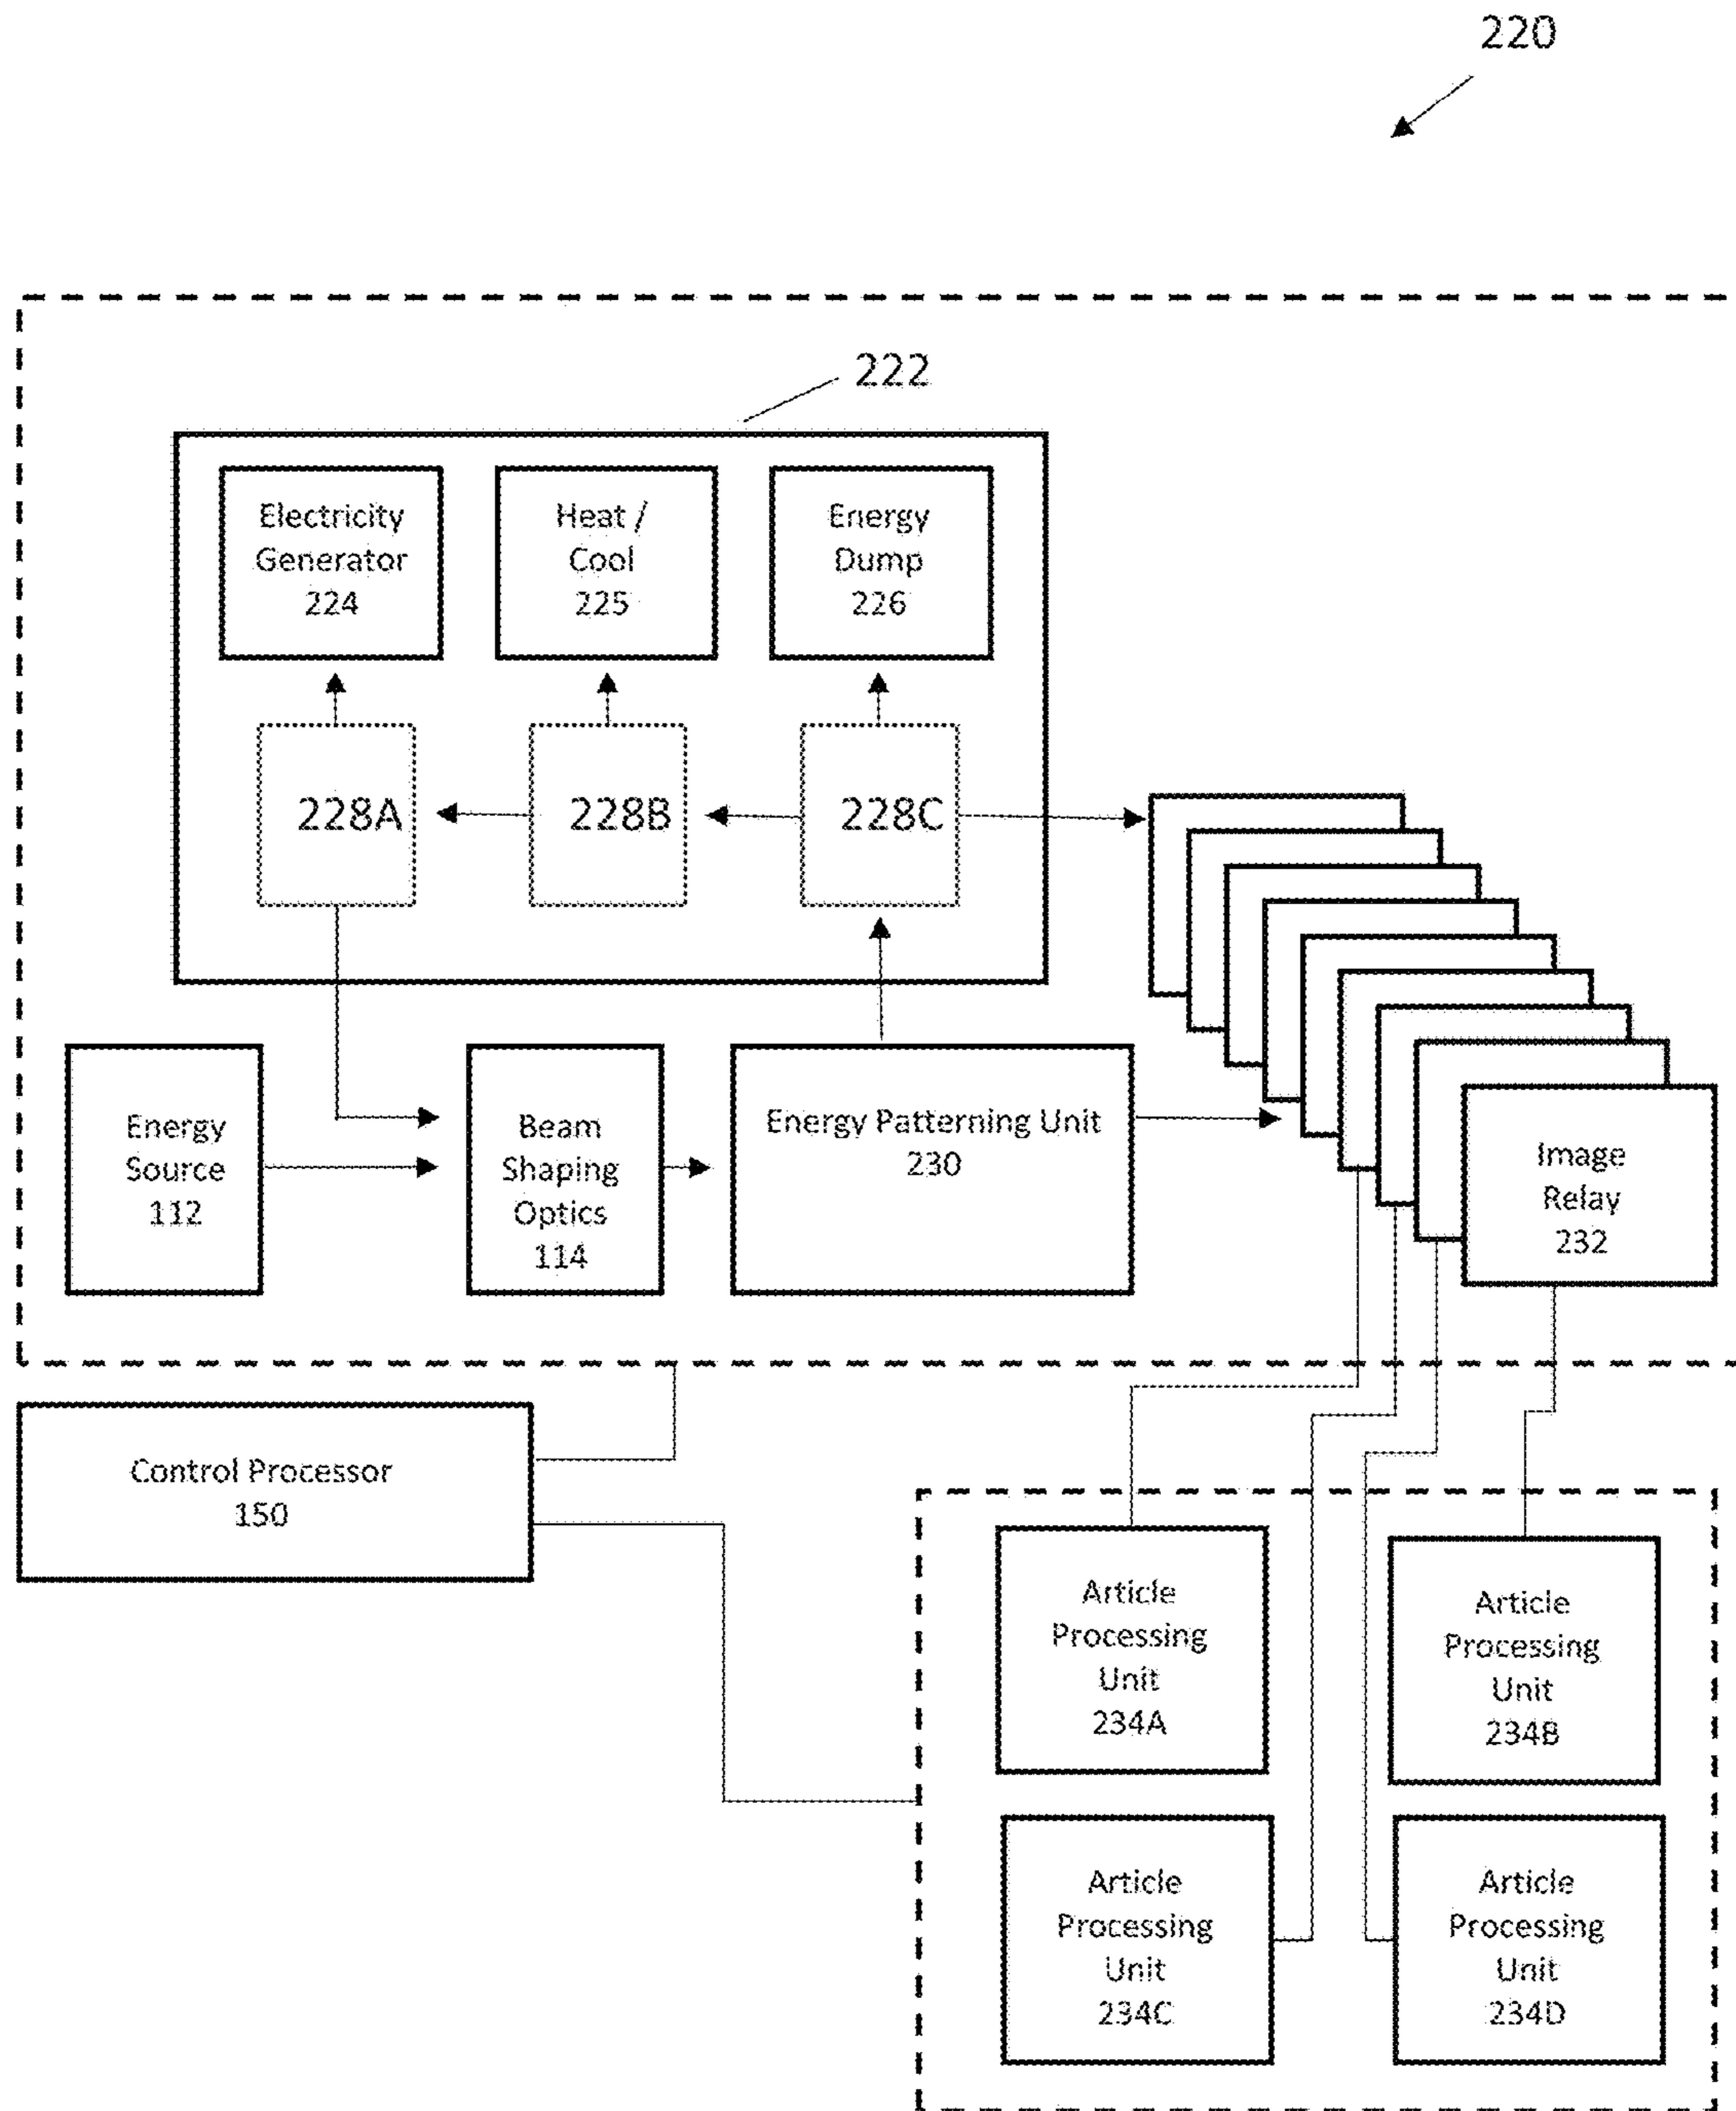 220
222
Electricity
Generator
224
Heat /
Cool
225
Energy
Dump
226
228A
228B
228C
Energy
Source
112
Beam
Shaping
Optics
114
Energy Patterning Unit
230
Image
Relay
232
Control Processor
150
Article
Processing
Unit
234A
Article
Processing
Unit
234B
Article
Processing
Unit
234C
Article
Processing
Unit
234D